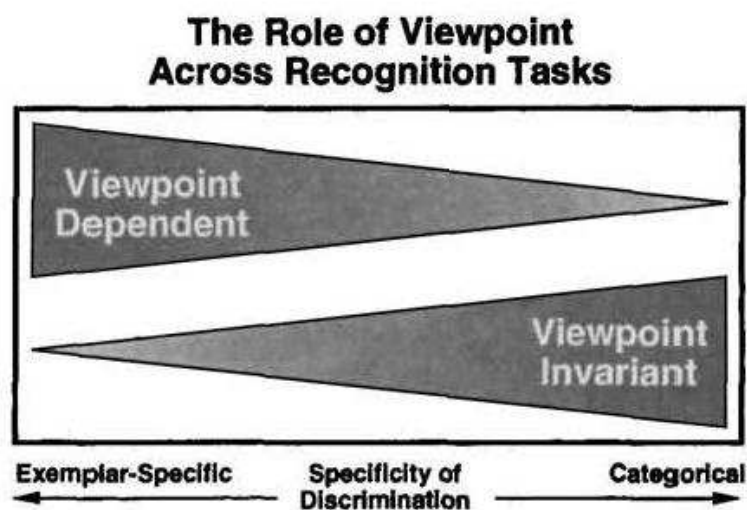 The Role of Viewpoint
Across Recognition Tasks
Viewpoint
Dependent
Viewpoint
Invariant
Exemplar-Specific Specificity of Categorical
Discrimination